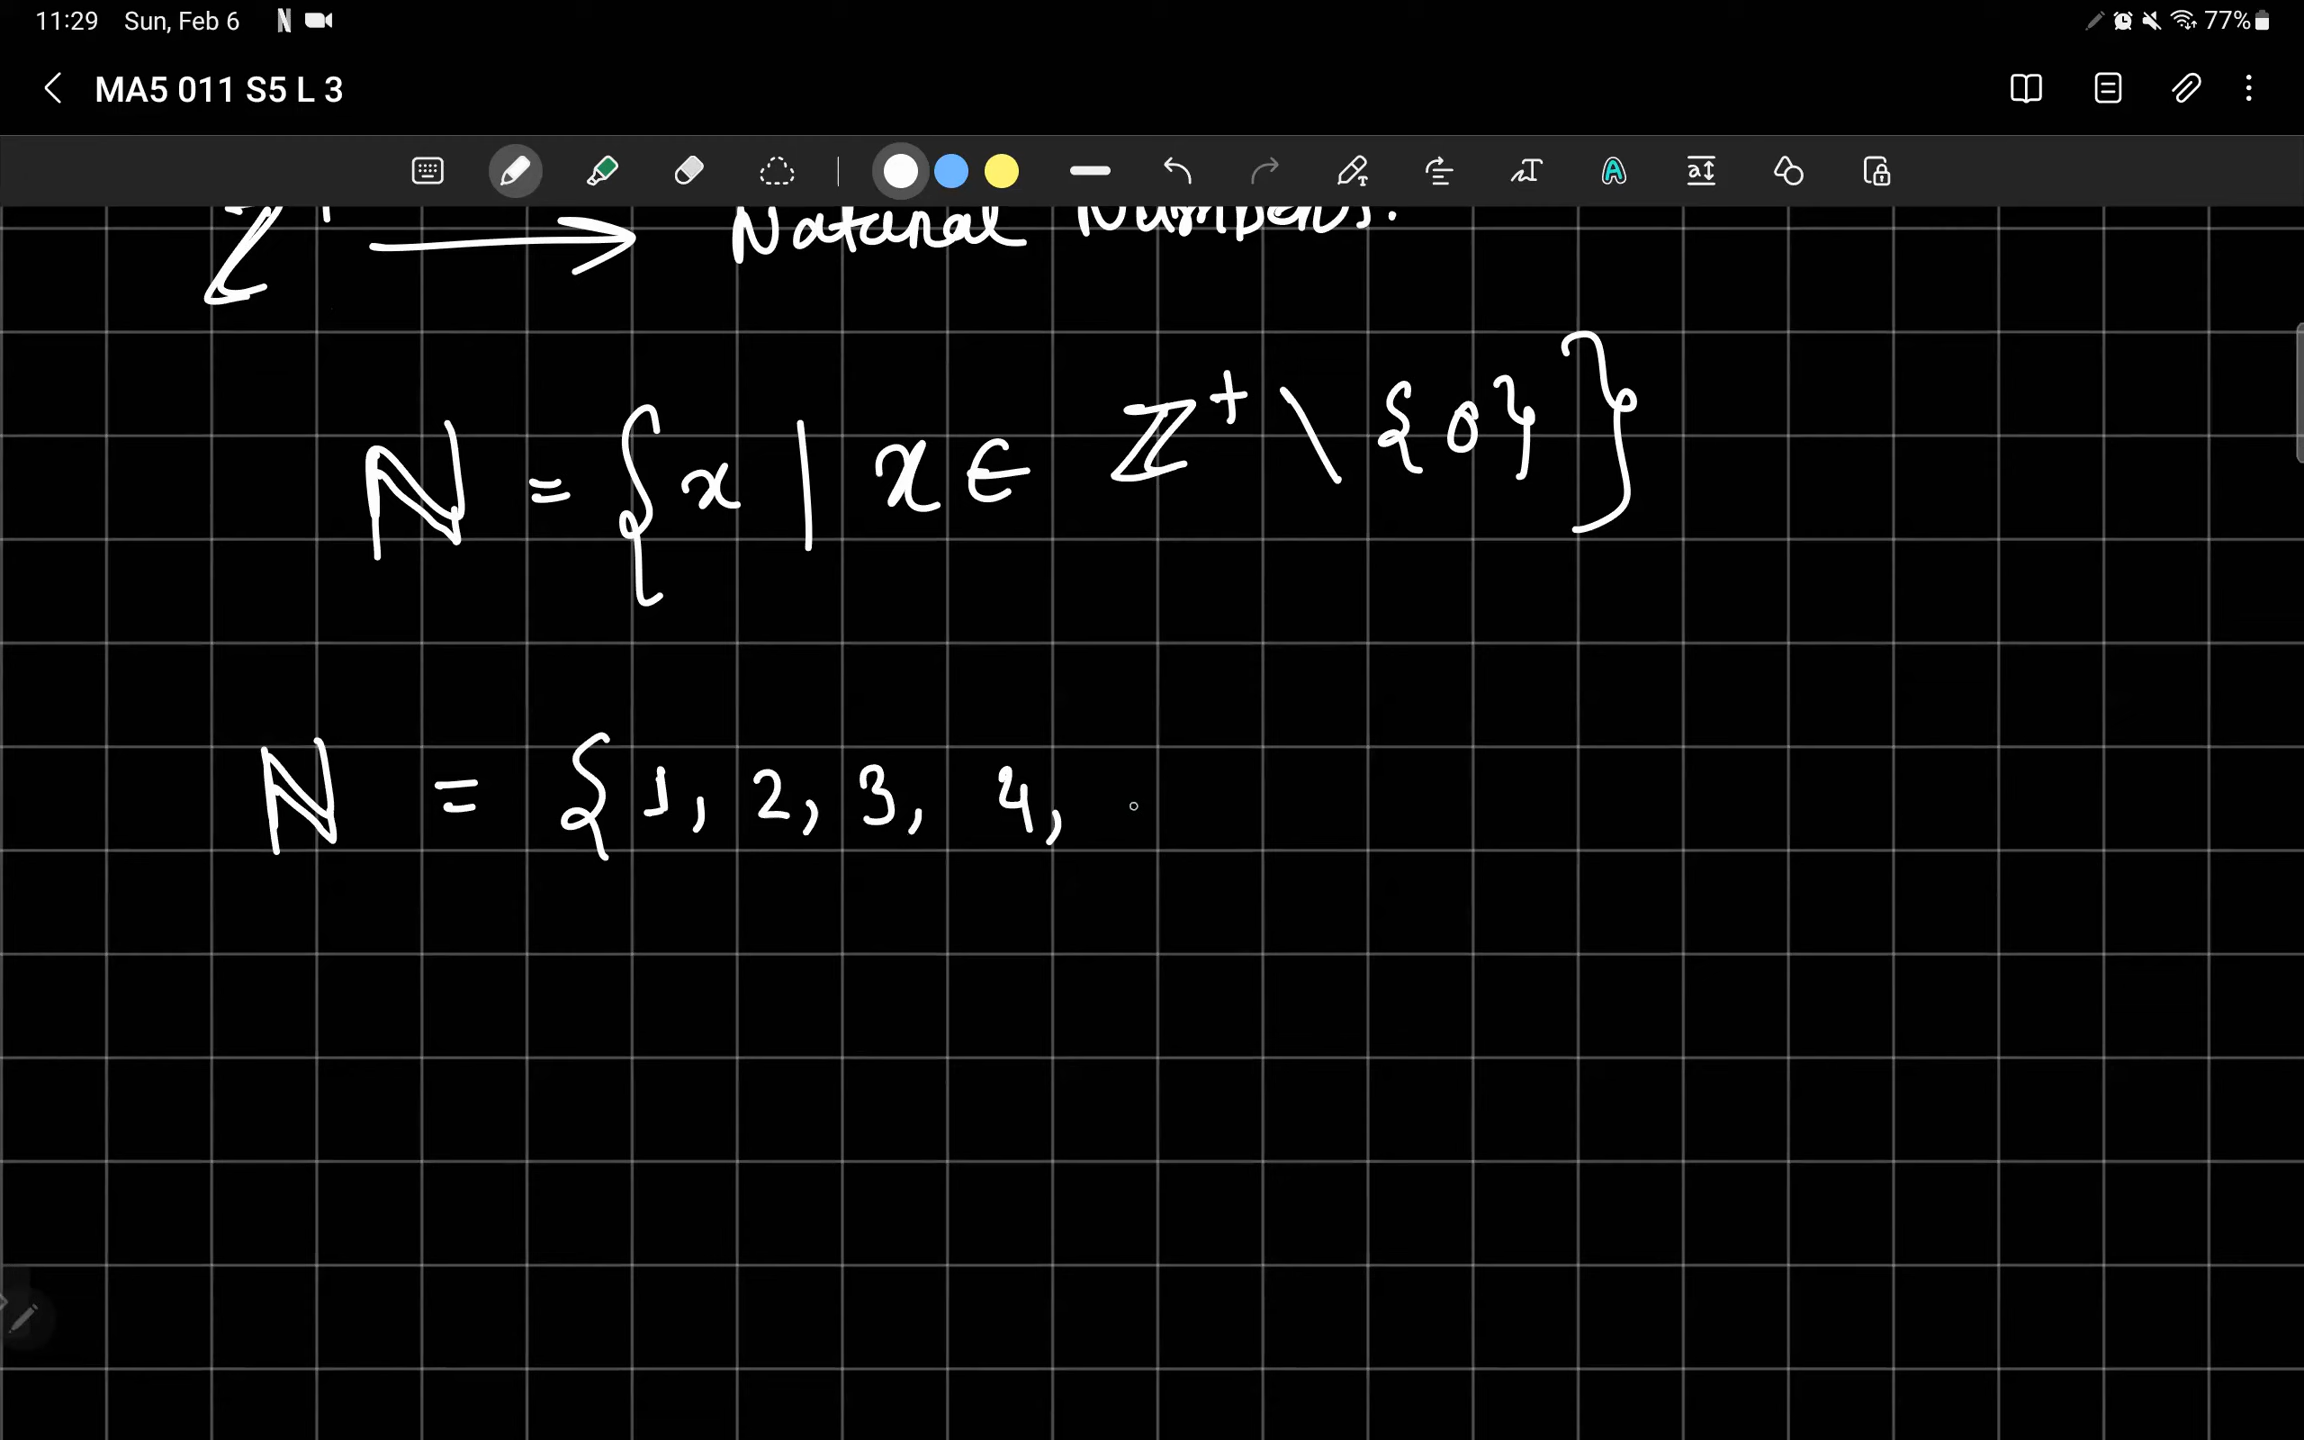 11:29 Sun, Feb 6 N 77%
MA5 011 S5 L 3
ℤ⁺ → Natural Numbers.
ℕ = {x | x ∈ ℤ⁺ \ {0}}
ℕ = {1, 2, 3, 4,